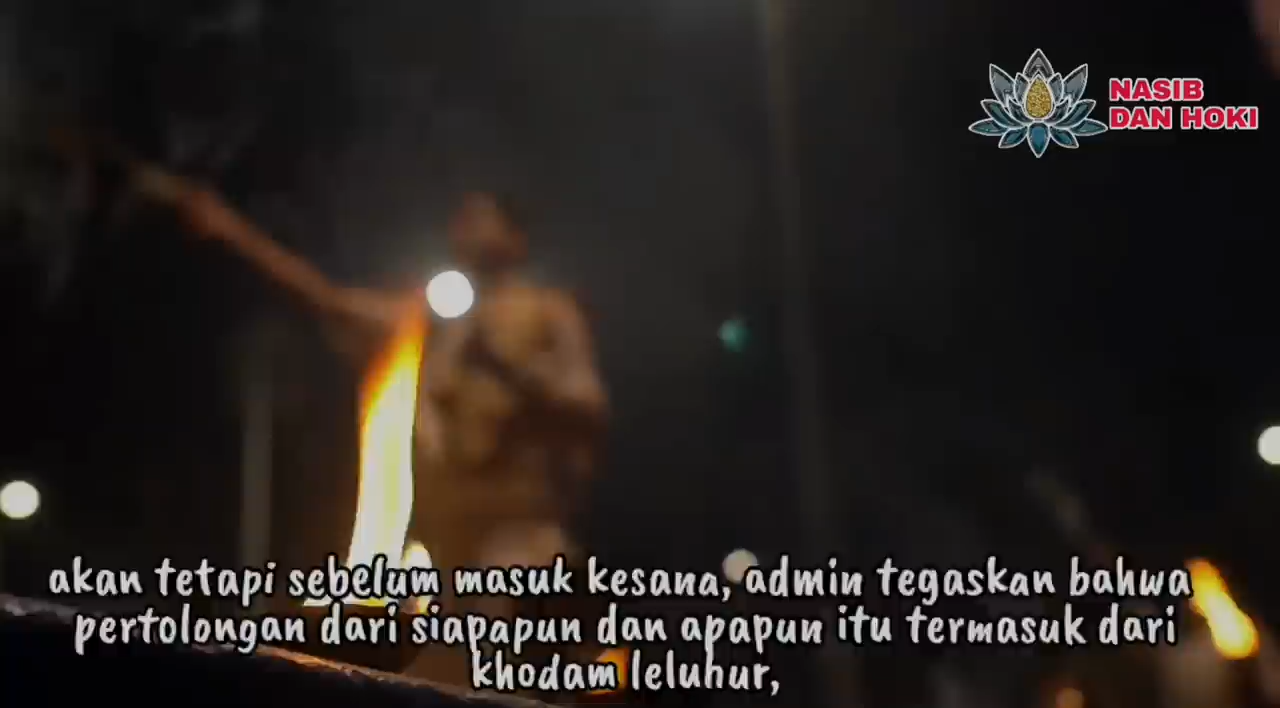 NASIB
DAN HOKI
akan tetapi sebelum masuk kesana, admin tegaskan bahwa
pertolongan dari siapapun dan apapun itu termasuk dari
khodam leluhur,